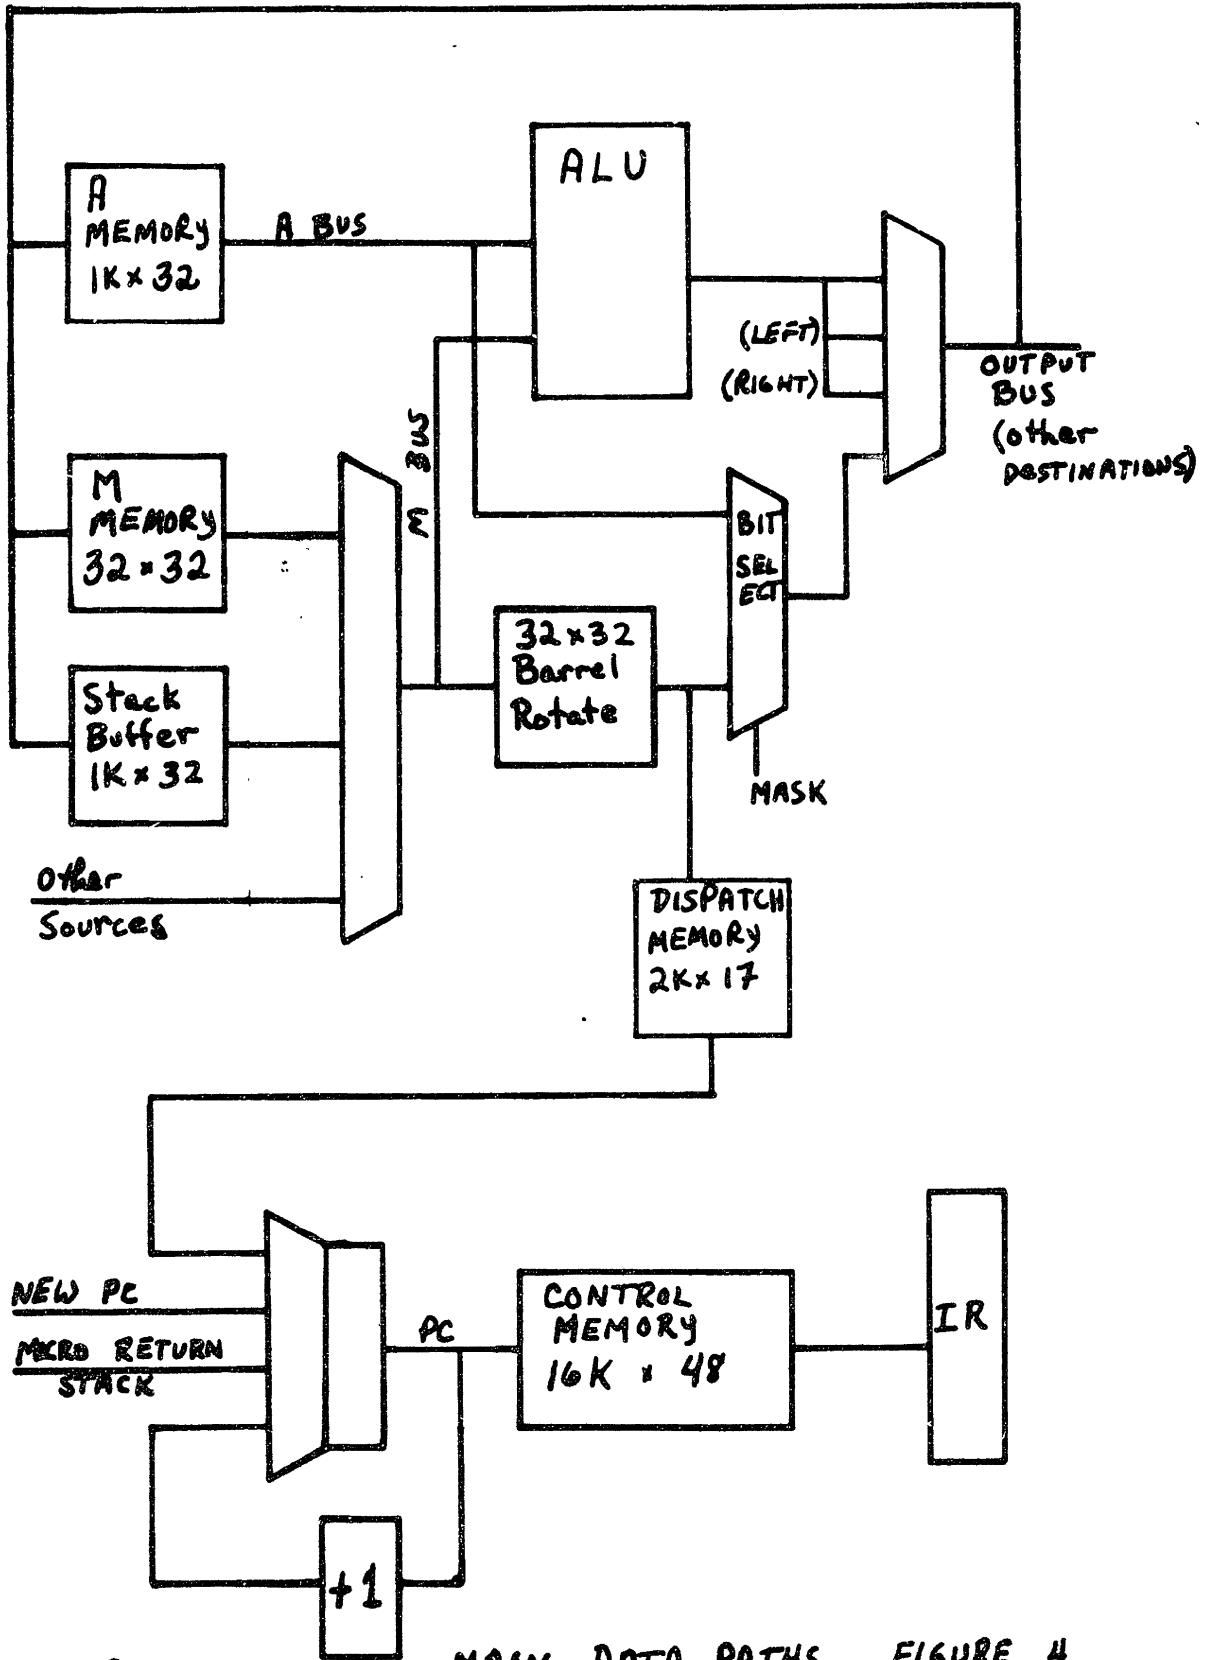 ALU
A
MEMORY
1K × 32
A BUS
(LEFT)
(RIGHT)
OUTPUT
BUS
(other
DESTINATIONS)
M BUS
M
MEMORY
32 × 32
BIT
SEL
ECT
32 × 32
Barrel
Rotate
Stack
Buffer
1K × 32
MASK
Other
Sources
DISPATCH
MEMORY
2K × 17
NEW PC
MICRO RETURN
STACK
PC
CONTROL
MEMORY
16K × 48
IR
+1
DATA PATHS FIGURE 4